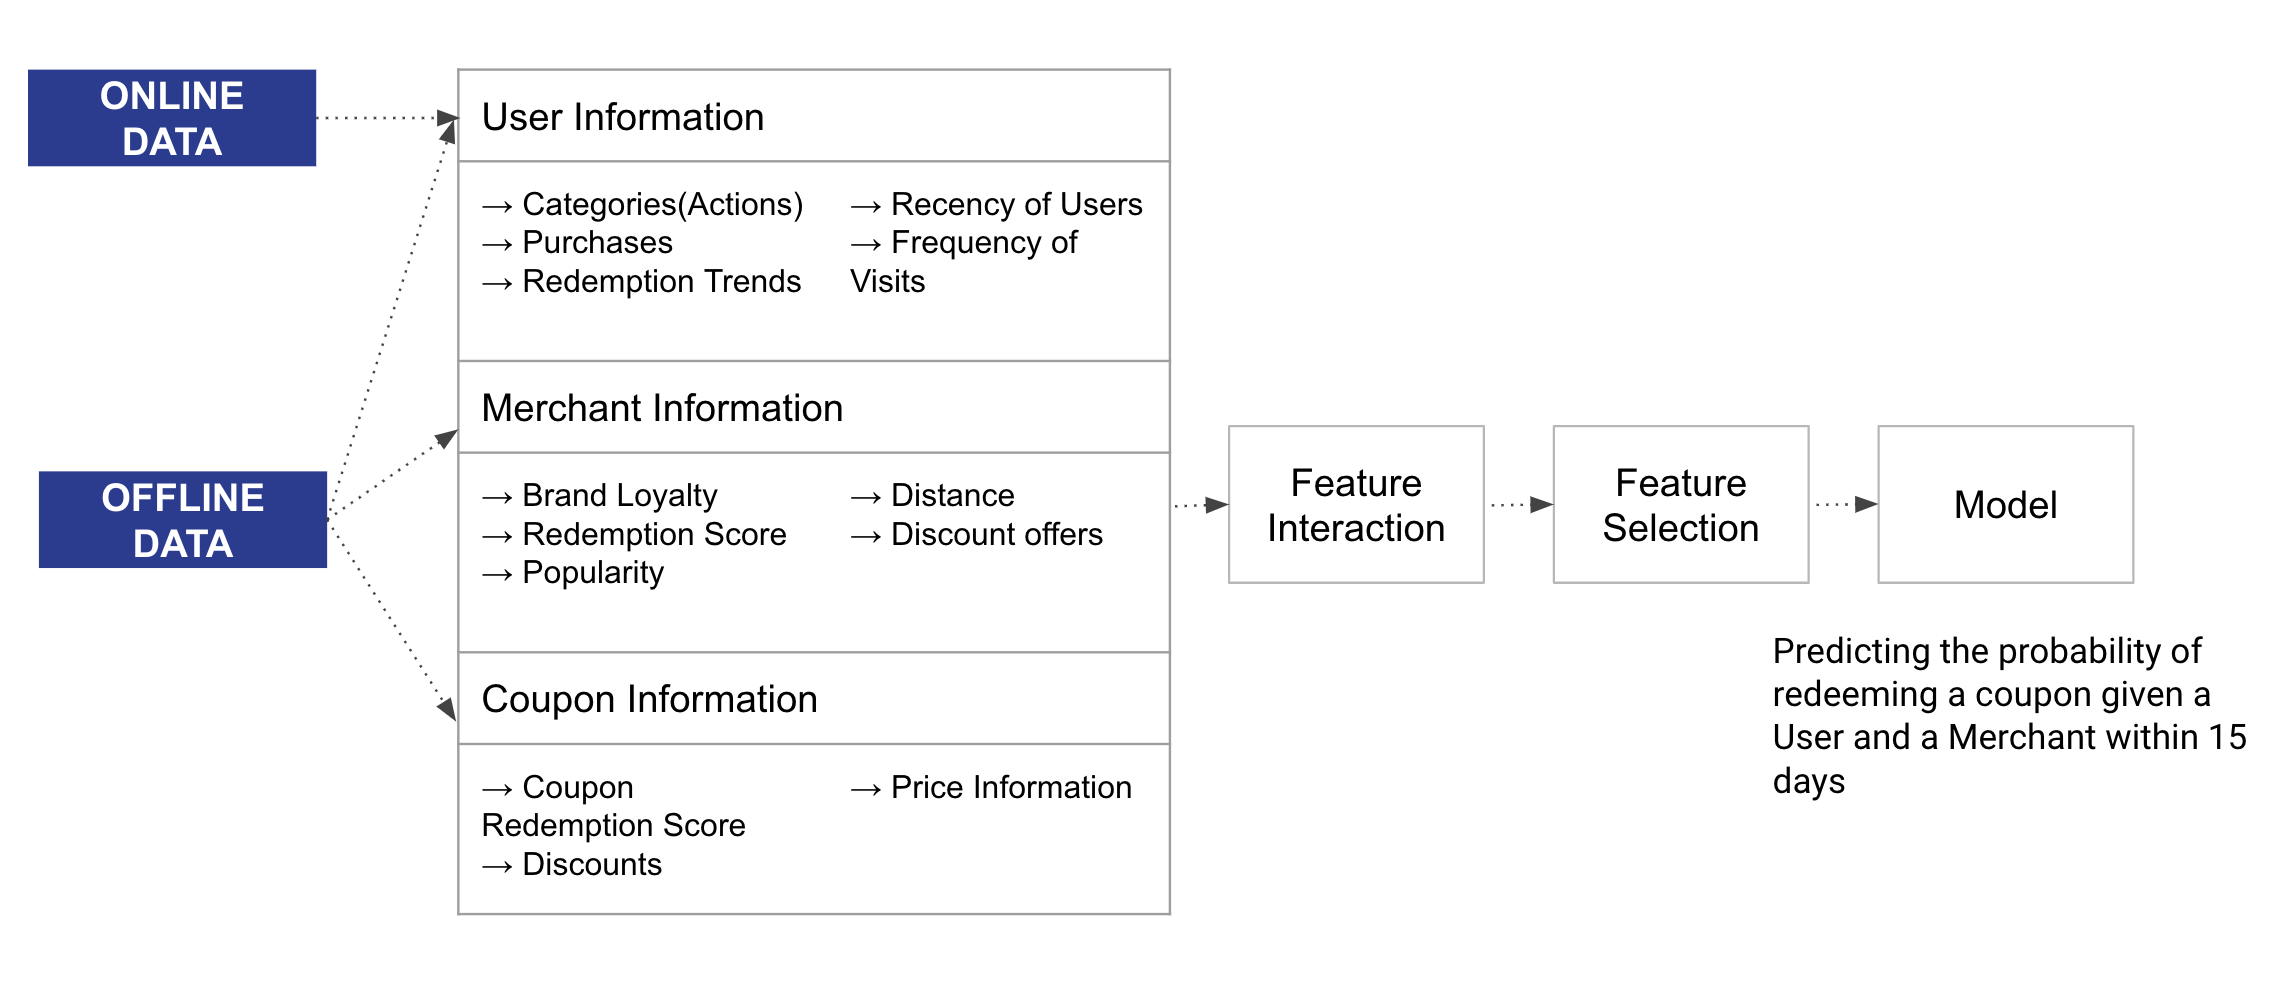 ONLINE
DATA
User Information
→ Categories(Actions)
→ Purchases
→ Redemption Trends
→ Recency of Users
→ Frequency of
Visits
OFFLINE
DATA
Merchant Information
→ Brand Loyalty
→ Redemption Score
→ Popularity
→ Distance
→ Discount offers
Coupon Information
→ Coupon
Redemption Score
→ Discounts
→ Price Information
Feature
Interaction
Feature
Selection
Model
Predicting the probability of
redeeming a coupon given a
User and a Merchant within 15
days